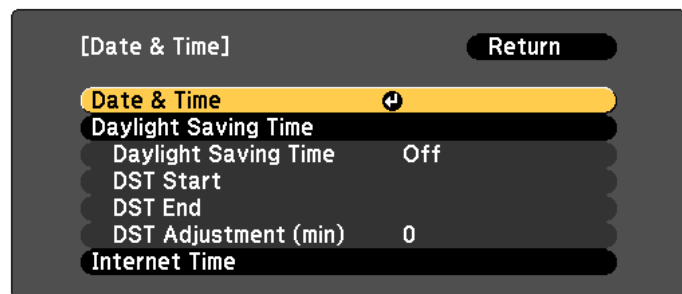 [Date & Time] Return
Date & Time
Daylight Saving Time
Daylight Saving Time Off
DST Start
DST End
DST Adjustment (min) 0
Internet Time